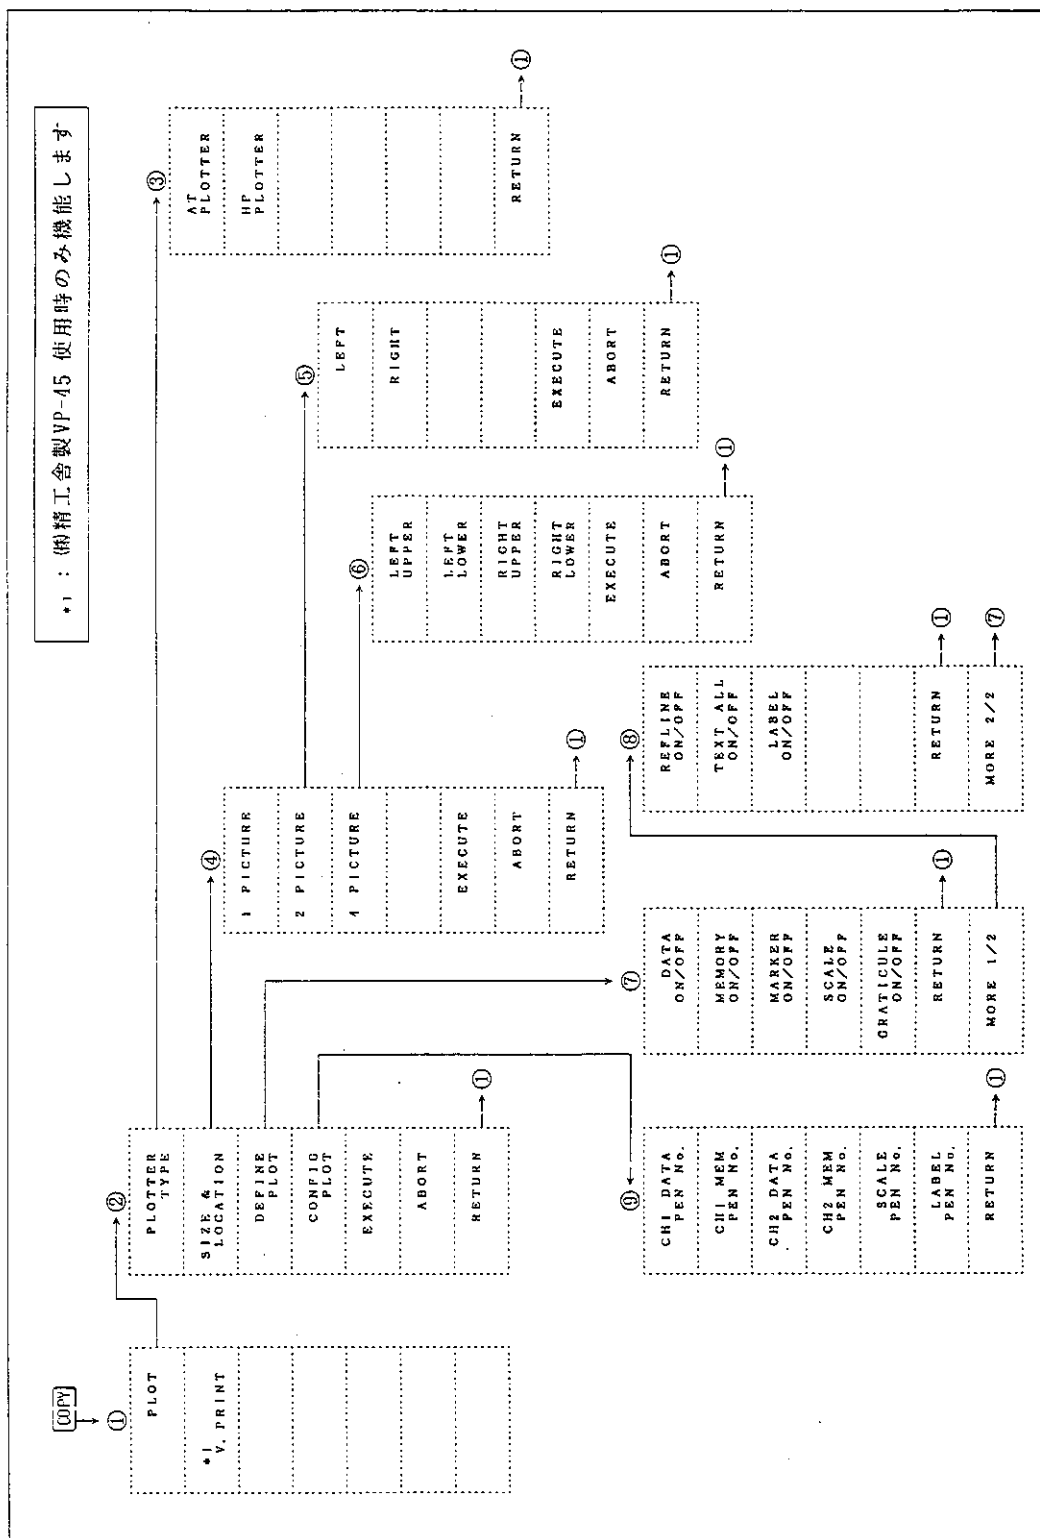 *1 : ㈱精工舎製VP-45 使用時のみ機能します
COPY
①
PLOT
*1
V. PRINT
②
PLOTTER
TYPE
SIZE &
LOCATION
DEFINE
PLOT
CONFIG
PLOT
EXECUTE
ABORT
RETURN
①
③
AT
PLOTTER
HP
PLOTTER
RETURN
①
④
1 PICTURE
2 PICTURE
4 PICTURE
EXECUTE
ABORT
RETURN
①
⑤
LEFT
RIGHT
EXECUTE
ABORT
RETURN
①
⑥
LEFT
UPPER
LEFT
LOWER
RIGHT
UPPER
RIGHT
LOWER
EXECUTE
ABORT
RETURN
①
⑦
DATA
ON/OFF
MEMORY
ON/OFF
MARKER
ON/OFF
SCALE
ON/OFF
GRATICULE
ON/OFF
RETURN
①
MORE 1/2
⑧
REFLINE
ON/OFF
TEXT ALL
ON/OFF
LABEL
ON/OFF
RETURN
①
MORE 2/2
⑦
⑨
CH1 DATA
PEN No.
CH1 MEM
PEN No.
CH2 DATA
PEN No.
CH2 MEM
PEN No.
SCALE
PEN No.
LABEL
PEN No.
RETURN
①